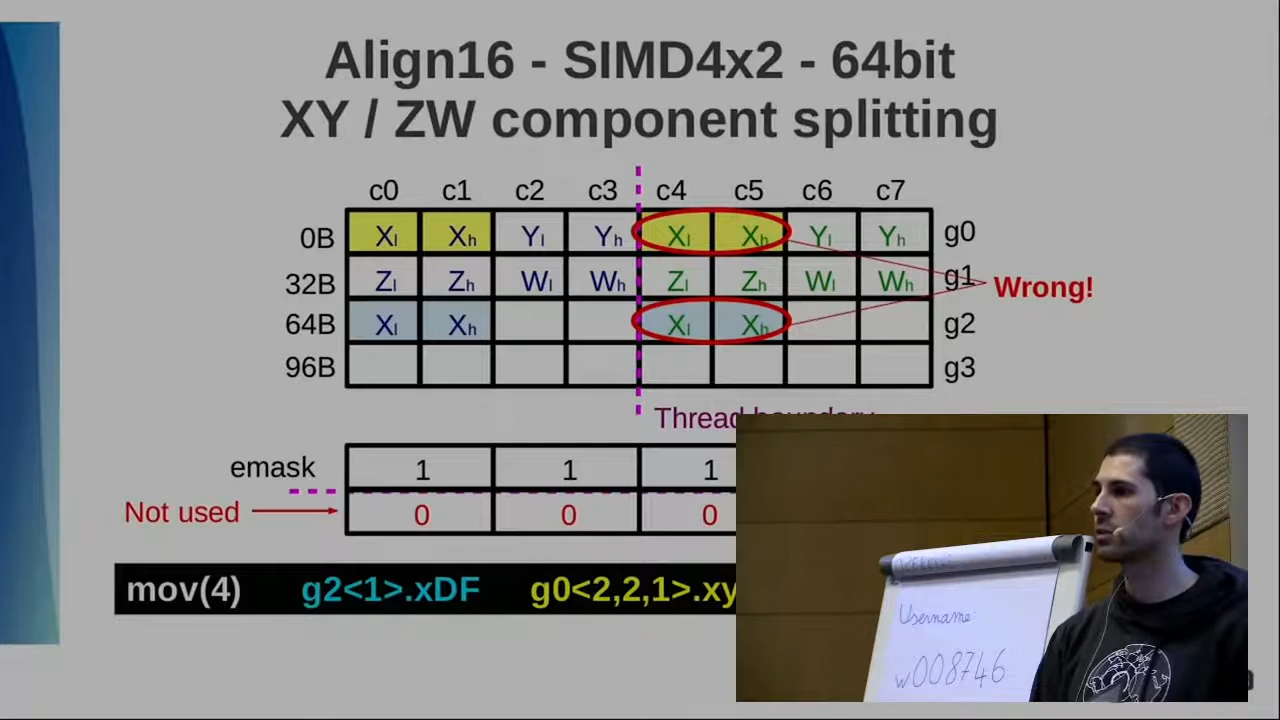 Align16 - SIMD4x2 - 64bit
XY / ZW component splitting
c0 c1 c2 c3 c4 c5 c6 c7
0B Xl Xh Yl Yh Xl Xh Yl Yh g0
32B Zl Zh Wl Wh Zl Zh Wl Wh g1
Wrong!
64B Xl Xh Xl Xh g2
96B g3
Thread boundary
emask 1 1 1
Not used 0 0 0
mov(4) g2<1>.xDF g0<2,2,1>.xy
Username
w008746